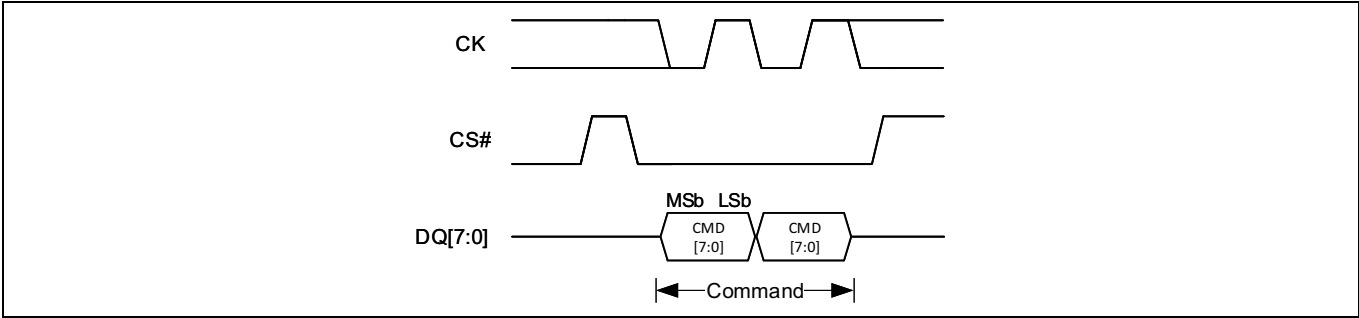 CK
CS#
MSb LSb
DQ[7:0]
CMD CMD
[7:0] [7:0]
Command